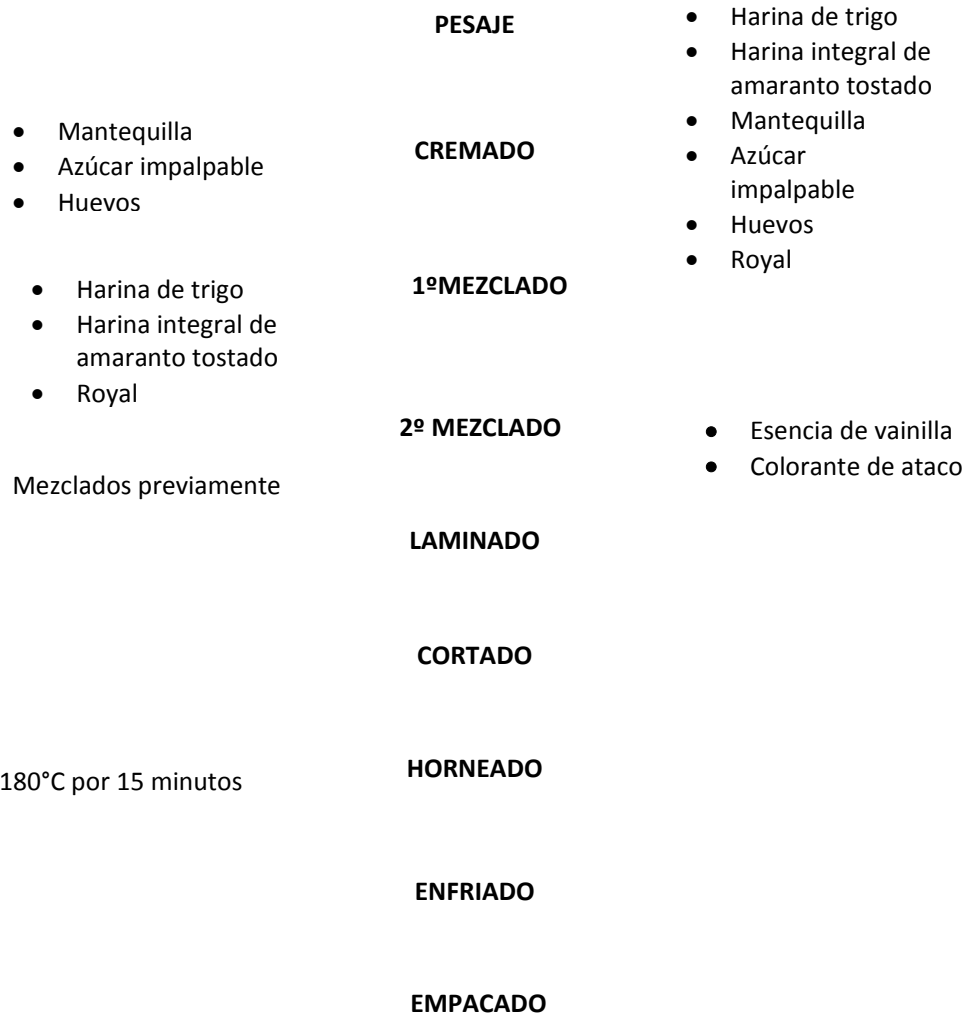 PESAJE
• Harina de trigo
• Harina integral de
amaranto tostado
• Mantequilla
• Azúcar
impalpable
• Huevos
• Royal
• Mantequilla
• Azúcar impalpable
• Huevos
CREMADO
• Harina de trigo
• Harina integral de
amaranto tostado
• Royal
1ºMEZCLADO
Mezclados previamente
2º MEZCLADO
• Esencia de vainilla
• Colorante de ataco
LAMINADO
CORTADO
180°C por 15 minutos
HORNEADO
ENFRIADO
EMPACADO